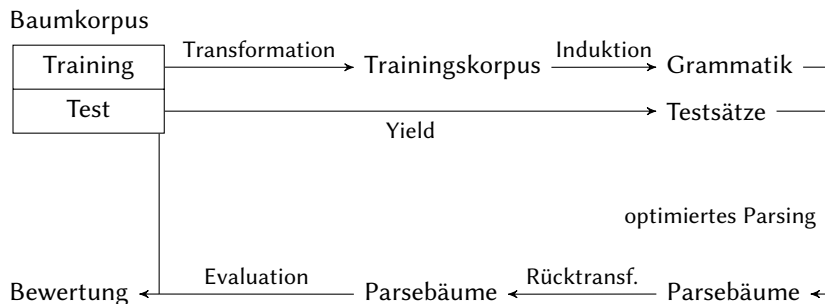 Baumkorpus
Training
Transformation
Trainingskorpus
Induktion
Grammatik
Test
Yield
Testsätze
optimiertes Parsing
Bewertung
Evaluation
Parsebäume
Rücktransf.
Parsebäume